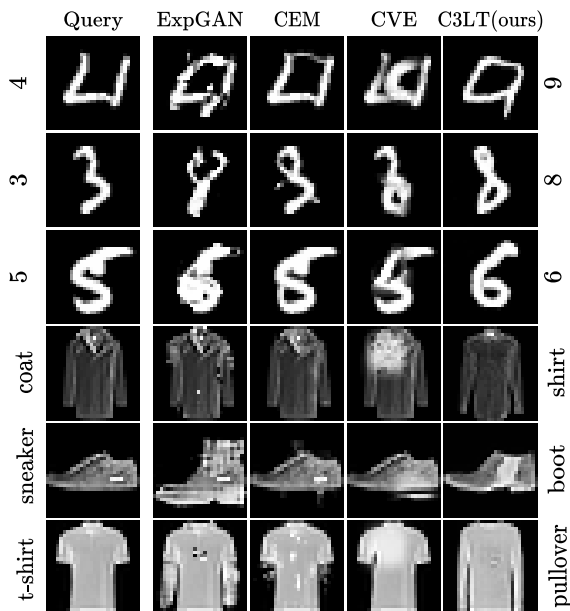 Query ExpGAN CEM CVE C3LT(ours)
4 9
3 8
5 6
coat shirt
sneaker boot
t-shirt pullover